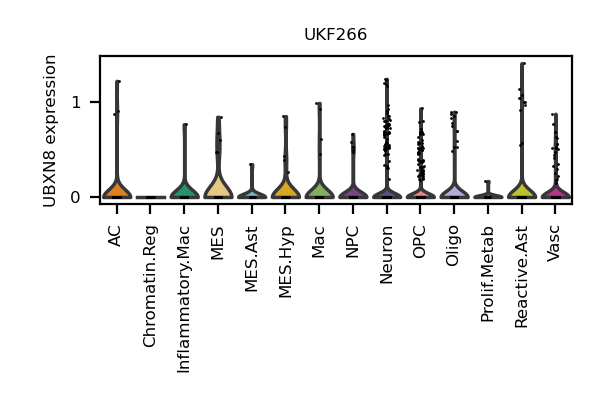 UKF266
UBXN8 expression
1
0
AC
Chromatin.Reg
Inflammatory.Mac
MES
MES.Ast
MES.Hyp
Mac
NPC
Neuron
OPC
Oligo
Prolif.Metab
Reactive.Ast
Vasc